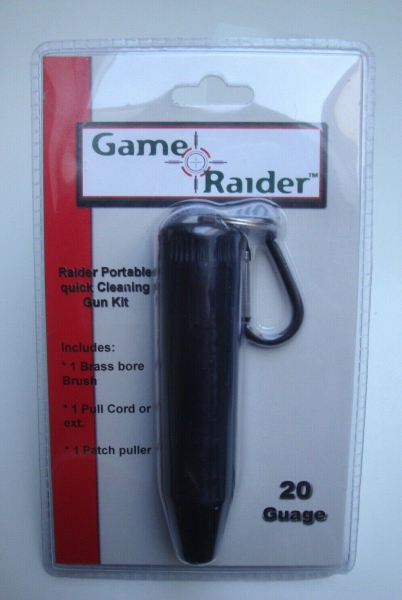 Game
Raider™
Raider Portable
quick Cleaning
Gun Kit
Includes:
* 1 Brass bore
Brush
* 1 Pull Cord or
ext.
* 1 Patch puller
20
Guage